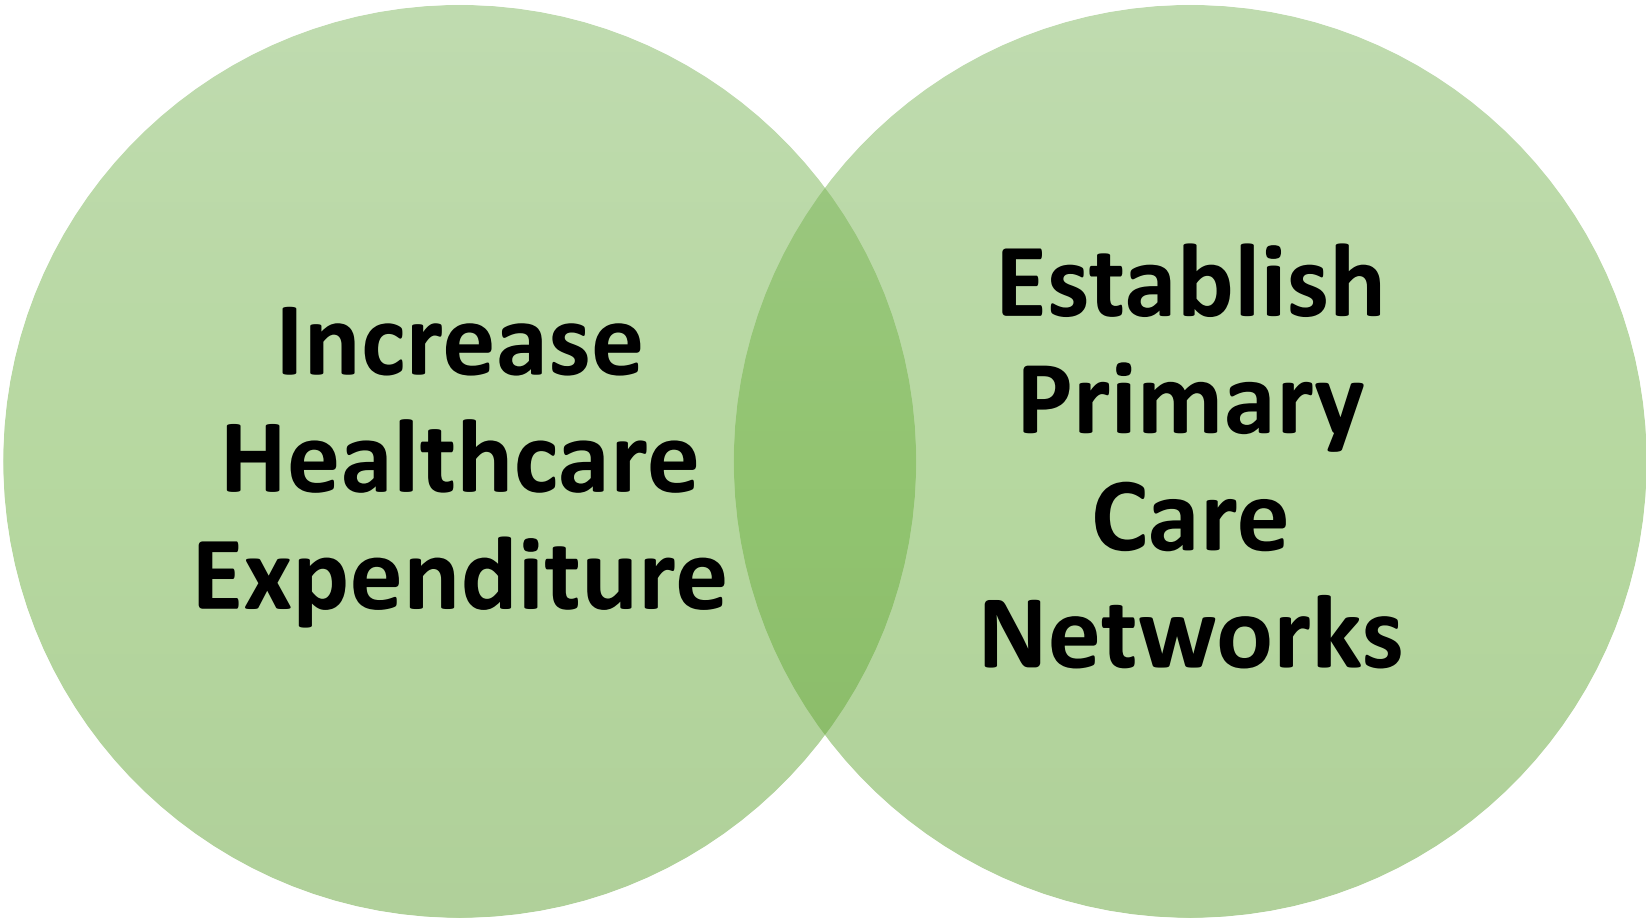 Increase
Healthcare
Expenditure
Establish
Primary
Care
Networks